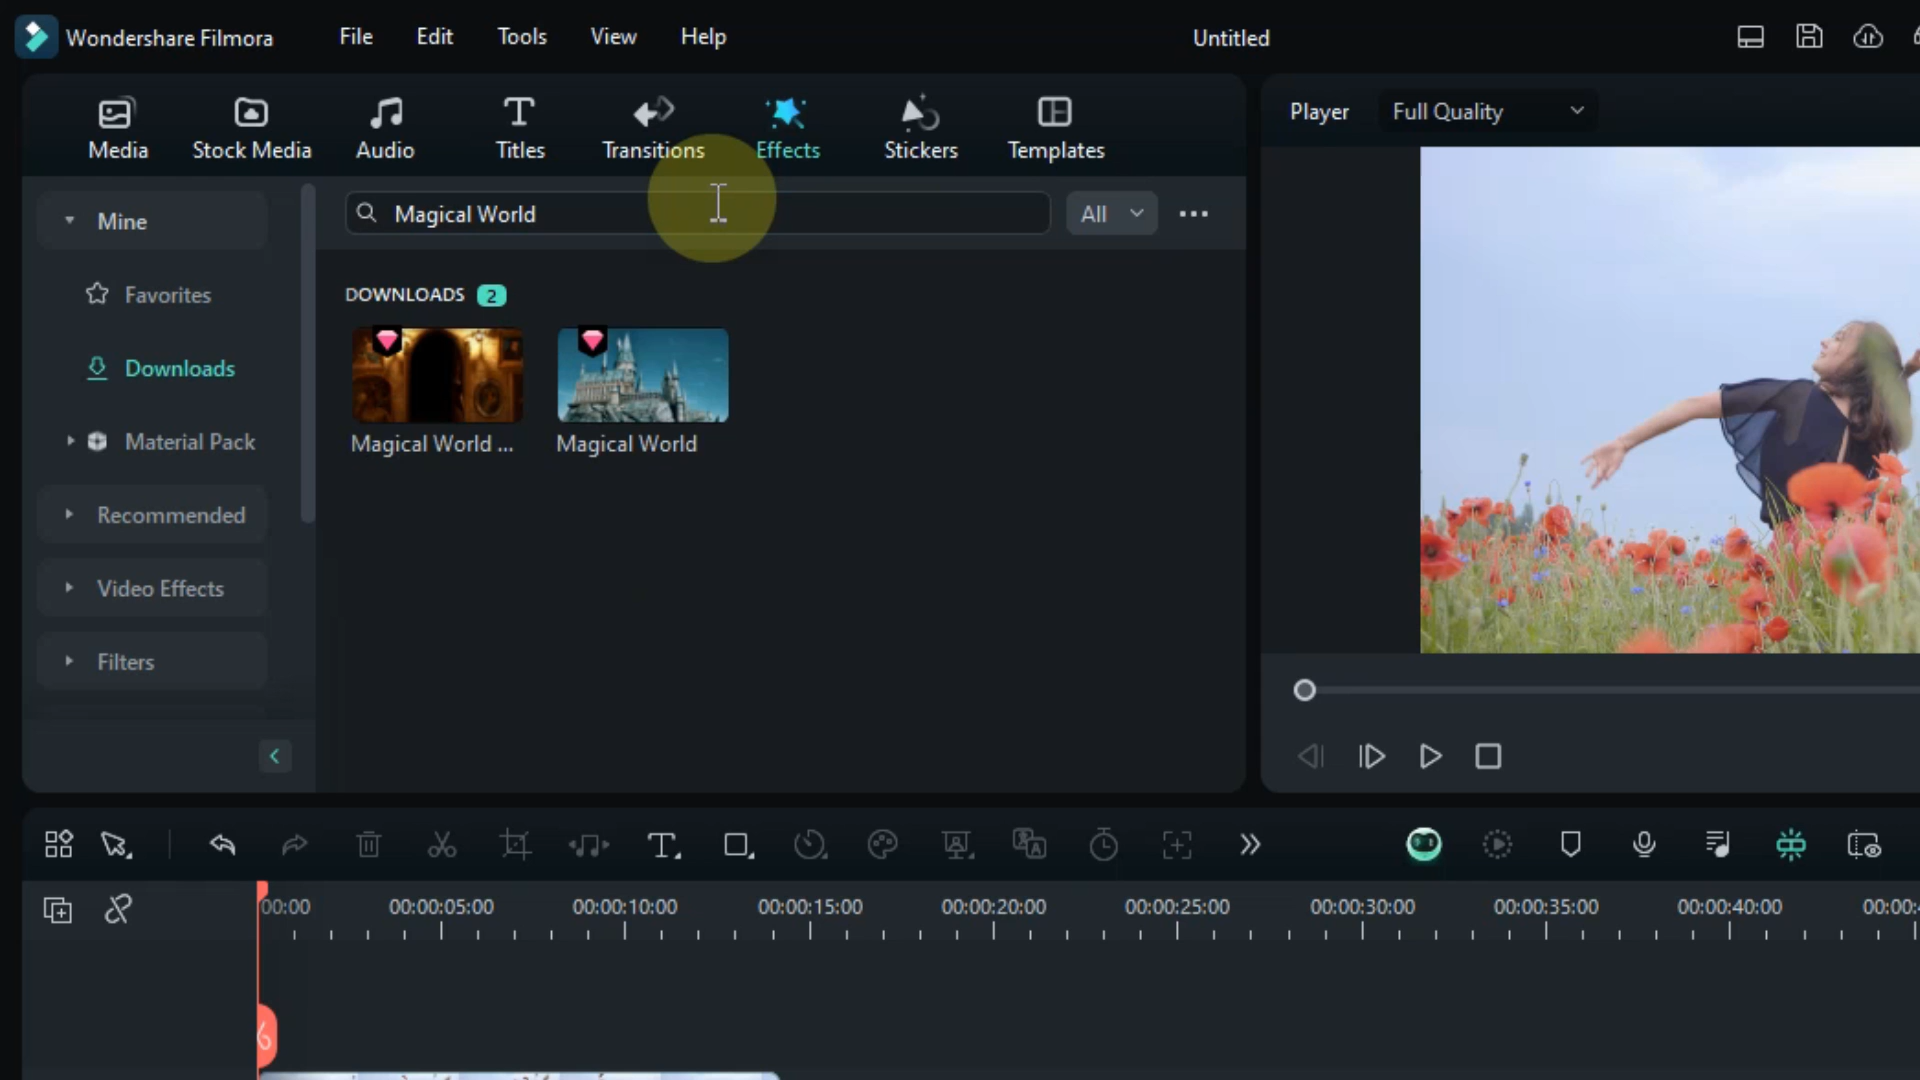 Wondershare Filmora
File
Edit
Tools
View
Help
Untitled
Media
Stock Media
Audio
Titles
Transitions
Effects
Stickers
Templates
Player
Full Quality
Mine
Magical World
All
Favorites
DOWNLOADS 2
Downloads
Magical World ...
Magical World
Material Pack
Recommended
Video Effects
Filters
00:00
00:00:05:00
00:00:10:00
00:00:15:00
00:00:20:00
00:00:25:00
00:00:30:00
00:00:35:00
00:00:40:00
00:00: